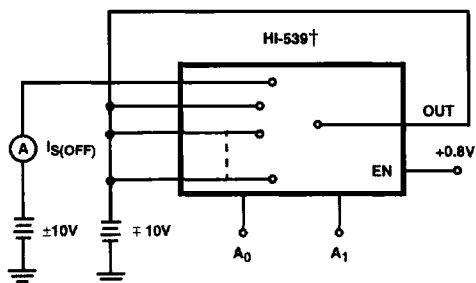 HI-539†
OUT
A
IS(OFF)
+0.8V
EN
±10V
∓ 10V
A0
A1